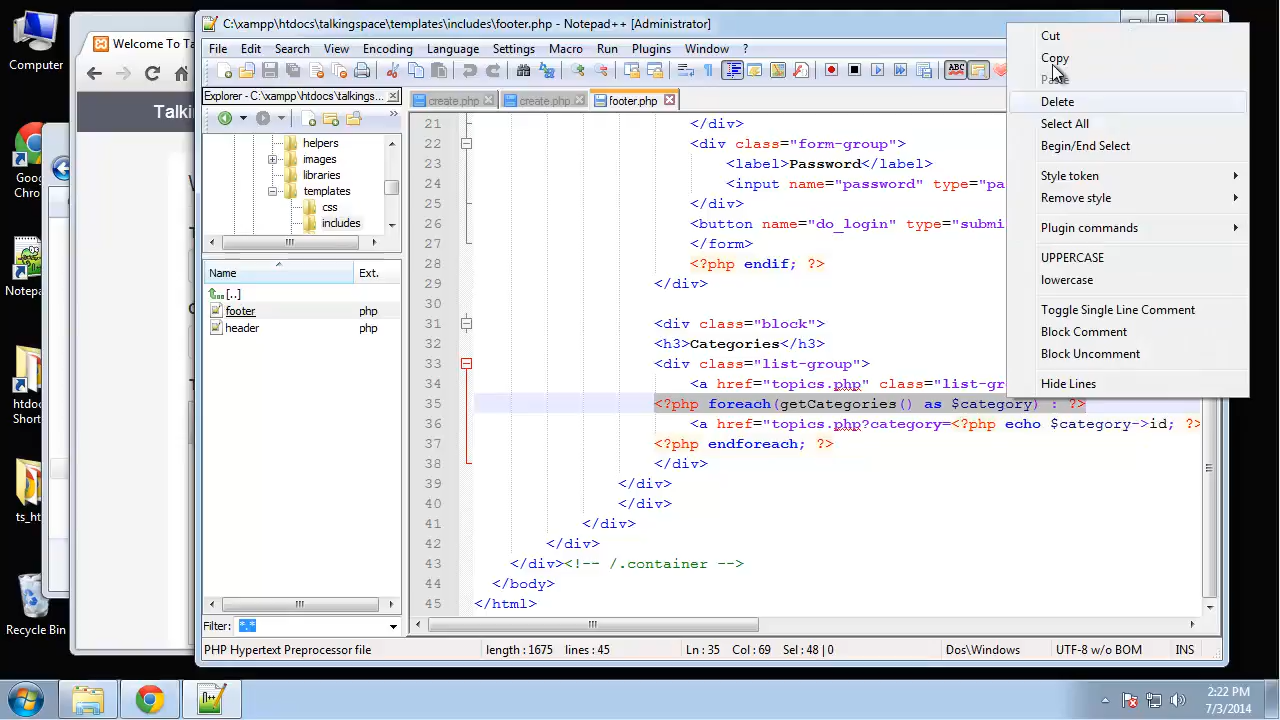 Computer
Goog
Chro
Notepa
htdoc
Short
ts_ht
Recycle Bin
Welcome To Ta
Talki
C:\xampp\htdocs\talkingspace\templates\includes\footer.php - Notepad++ [Administrator]
File Edit Search View Encoding Language Settings Macro Run Plugins Window ?
Explorer - C:\xampp\htdocs\talkings...
create.php create.php footer.php
helpers
images
libraries
templates
css
includes
Name Ext.
[..]
footer php
header php
Filter: *.*
21 </div>
22 <div class="form-group">
23 <label>Password</label>
24 <input name="password" type="pa
25 </div>
26 <button name="do_login" type="submi
27 </form>
28 <?php endif; ?>
29 </div>
30
31 <div class="block">
32 <h3>Categories</h3>
33 <div class="list-group">
34 <a href="topics.php" class="list-gr
35 <?php foreach(getCategories() as $category) : ?>
36 <a href="topics.php?category=<?php echo $category->id; ?>
37 <?php endforeach; ?>
38 </div>
39 </div>
40 </div>
41 </div>
42 </div>
43 </div><!-- /.container -->
44 </body>
45 </html>
Cut
Copy
Paste
Delete
Select All
Begin/End Select
Style token
Remove style
Plugin commands
UPPERCASE
lowercase
Toggle Single Line Comment
Block Comment
Block Uncomment
Hide Lines
PHP Hypertext Preprocessor file length : 1675 lines : 45 Ln : 35 Col : 69 Sel : 48 | 0 Dos\Windows UTF-8 w/o BOM INS
2:22 PM
7/3/2014